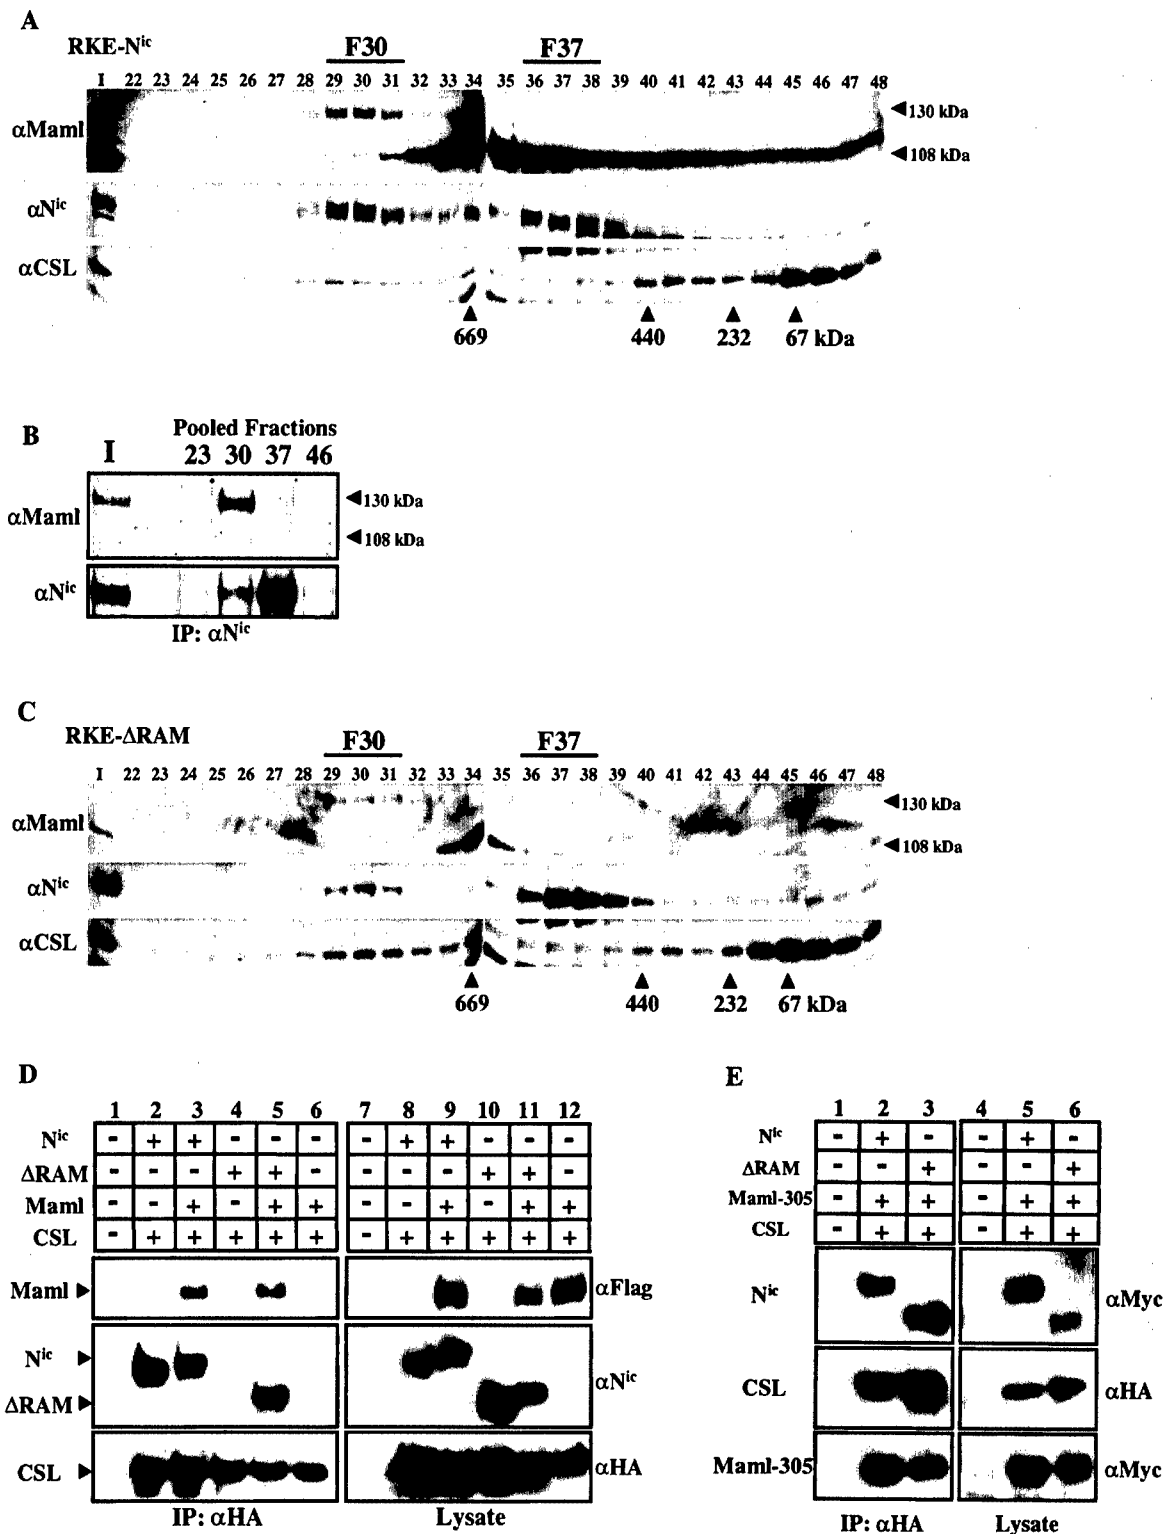 A
RKE-N^ic
F30 F37
I 22 23 24 25 26 27 28 29 30 31 32 33 34 35 36 37 38 39 40 41 42 43 44 45 46 47 48
αMaml
◀130 kDa
◀108 kDa
αN^ic
αCSL
▲ ▲ ▲ ▲
669 440 232 67 kDa
B
Pooled Fractions
I 23 30 37 46
αMaml
◀130 kDa
◀108 kDa
αN^ic
IP: αN^ic
C
RKE-ΔRAM
F30 F37
I 22 23 24 25 26 27 28 29 30 31 32 33 34 35 36 37 38 39 40 41 42 43 44 45 46 47 48
αMaml
◀130 kDa
◀108 kDa
αN^ic
αCSL
▲ ▲ ▲ ▲
669 440 232 67 kDa
D
1 2 3 4 5 6 7 8 9 10 11 12
N^ic - + + - - - - + + - - -
ΔRAM - - - + + - - - - + + -
Maml - - + - + + - - + - + +
CSL - + + + + + - + + + + +
Maml ▶ αFlag
N^ic ▶
αN^ic
ΔRAM ▶
CSL ▶ αHA
IP: αHA Lysate
E
1 2 3 4 5 6
N^ic - + - - + -
ΔRAM - - + - - +
Maml-305 - + + - + +
CSL - + + - + +
N^ic αMyc
CSL αHA
Maml-305 αMyc
IP: αHA Lysate